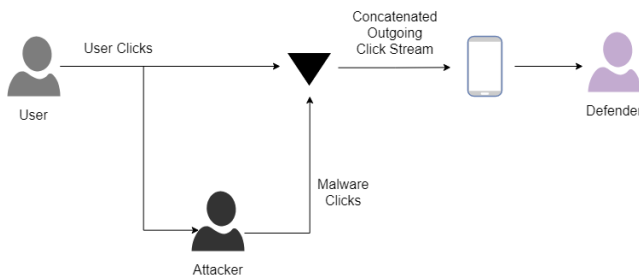 Concatenated
Outgoing
Click Stream
User Clicks
User
Defender
Malware
Clicks
Attacker